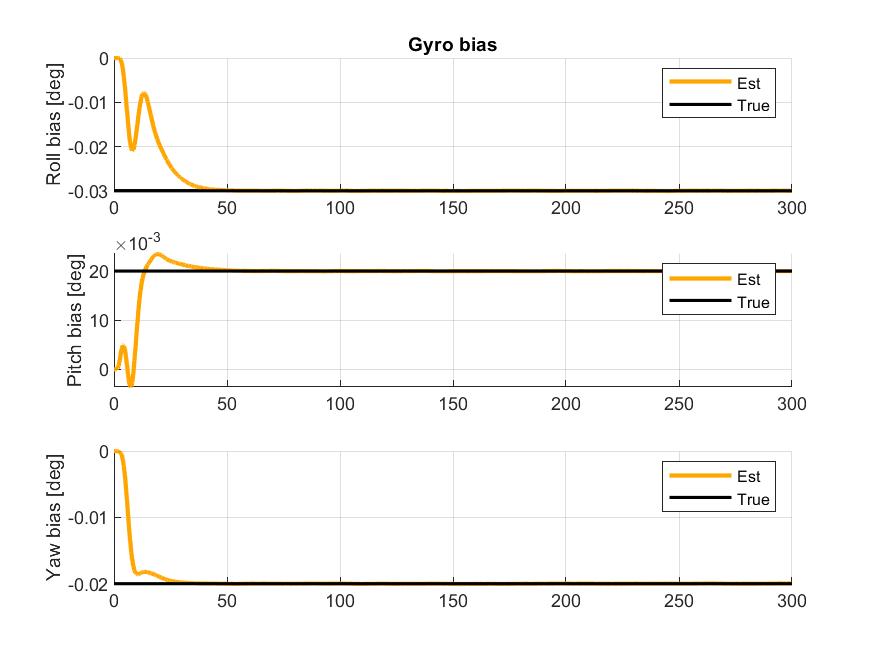 Gyro bias
Roll bias [deg]
0
-0.01
-0.02
-0.03
0 50 100 150 200 250 300
Est
True
Pitch bias [deg]
×10⁻³
20
10
0
0 50 100 150 200 250 300
Est
True
Yaw bias [deg]
0
-0.01
-0.02
0 50 100 150 200 250 300
Est
True